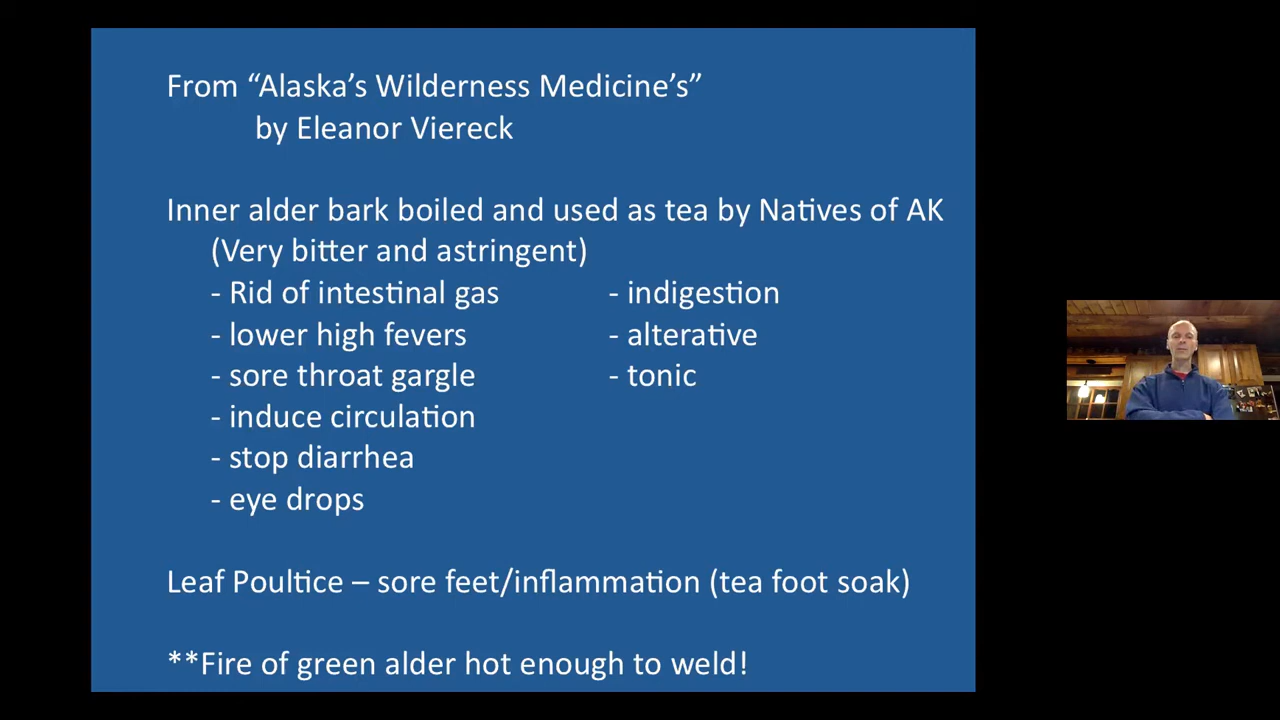 From “Alaska’s Wilderness Medicine’s”
by Eleanor Viereck
Inner alder bark boiled and used as tea by Natives of AK
(Very bitter and astringent)
- Rid of intestinal gas - indigestion
- lower high fevers - alterative
- sore throat gargle - tonic
- induce circulation
- stop diarrhea
- eye drops
Leaf Poultice – sore feet/inflammation (tea foot soak)
**Fire of green alder hot enough to weld!